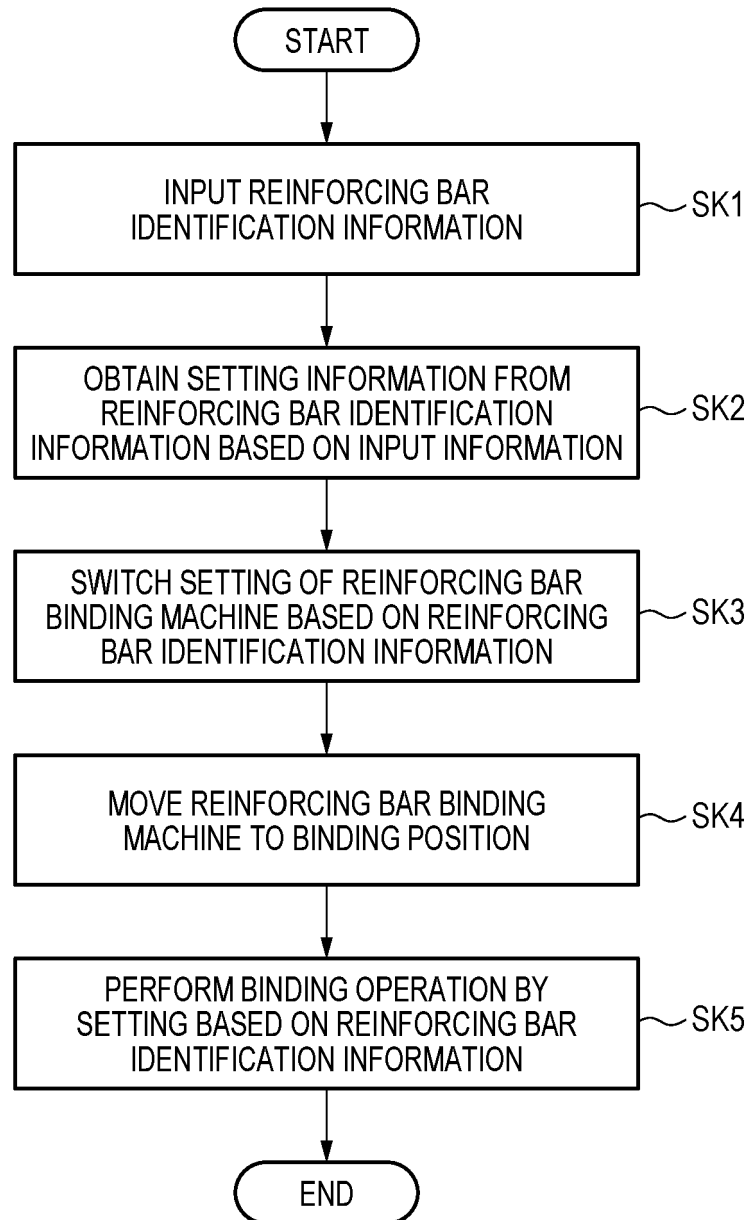 START
INPUT REINFORCING BAR
IDENTIFICATION INFORMATION
SK1
OBTAIN SETTING INFORMATION FROM
REINFORCING BAR IDENTIFICATION
INFORMATION BASED ON INPUT INFORMATION
SK2
SWITCH SETTING OF REINFORCING BAR
BINDING MACHINE BASED ON REINFORCING
BAR IDENTIFICATION INFORMATION
SK3
MOVE REINFORCING BAR BINDING
MACHINE TO BINDING POSITION
SK4
PERFORM BINDING OPERATION BY
SETTING BASED ON REINFORCING BAR
IDENTIFICATION INFORMATION
SK5
END